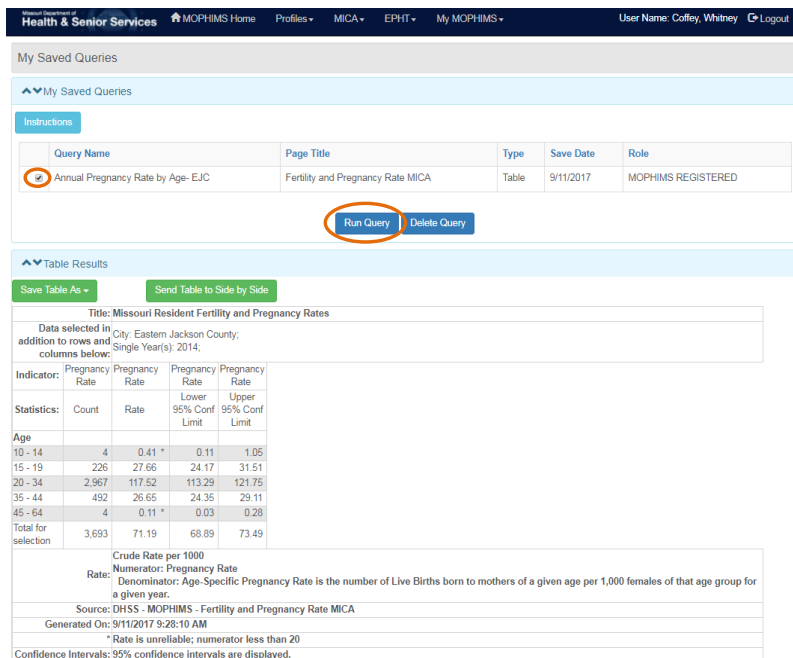 Missouri Department of
Health & Senior Services MOPHIMS Home Profiles MICA EPHT My MOPHIMS User Name: Coffey, Whitney Logout
My Saved Queries
My Saved Queries
Instructions
Query Name Page Title Type Save Date Role
Annual Pregnancy Rate by Age- EJC Fertility and Pregnancy Rate MICA Table 9/11/2017 MOPHIMS REGISTERED
Run Query Delete Query
Table Results
Save Table As Send Table to Side by Side
Title: Missouri Resident Fertility and Pregnancy Rates
Data selected in addition to rows and columns below: City: Eastern Jackson County;
Single Year(s): 2014;
Indicator: Pregnancy Rate Pregnancy Rate Pregnancy Rate Pregnancy Rate
Statistics: Count Rate Lower 95% Conf Limit Upper 95% Conf Limit
Age
10 - 14 4 0.41 * 0.11 1.05
15 - 19 226 27.66 24.17 31.51
20 - 34 2,967 117.52 113.29 121.75
35 - 44 492 26.65 24.35 29.11
45 - 64 4 0.11 * 0.03 0.28
Total for selection 3,693 71.19 68.89 73.49
Rate: Crude Rate per 1000
Numerator: Pregnancy Rate
Denominator: Age-Specific Pregnancy Rate is the number of Live Births born to mothers of a given age per 1,000 females of that age group for
a given year.
Source: DHSS - MOPHIMS - Fertility and Pregnancy Rate MICA
Generated On: 9/11/2017 9:28:10 AM
* Rate is unreliable; numerator less than 20
Confidence Intervals: 95% confidence intervals are displayed.